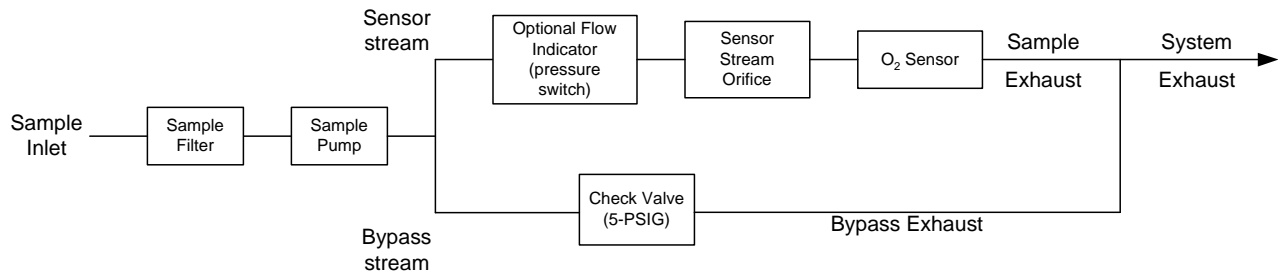 Sensor
stream
Optional Flow
Indicator
(pressure
switch)
Sensor
Stream
Orifice
O₂ Sensor
Sample
Exhaust
System
Exhaust
Sample
Inlet
Sample
Filter
Sample
Pump
Check Valve
(5-PSIG)
Bypass Exhaust
Bypass
stream